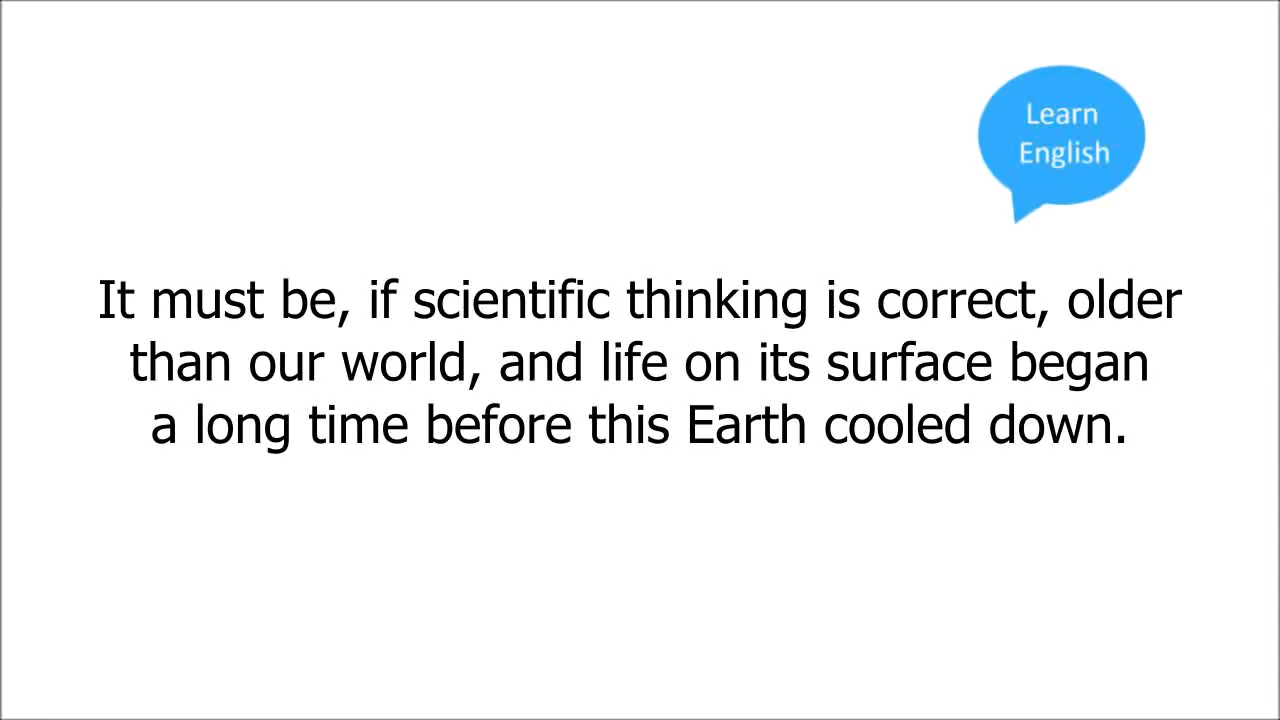 Learn
English
It must be, if scientific thinking is correct, older
than our world, and life on its surface began
a long time before this Earth cooled down.